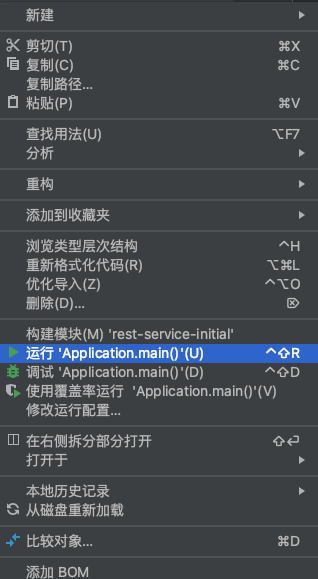 新建
剪切(T) ⌘X
复制(C) ⌘C
复制路径...
粘贴(P) ⌘V
查找用法(U) ⌥F7
分析
重构
添加到收藏夹
浏览类型层次结构 ^H
重新格式化代码(R) ⌥⌘L
优化导入(Z) ^⌥O
删除(D)... ⌦
构建模块(M) 'rest-service-initial'
运行 'Application.main()'(U) ^⇧R
调试 'Application.main()'(D) ^⇧D
使用覆盖率运行 'Application.main()'(V)
修改运行配置...
在右侧拆分部分打开 ⇧⏎
打开于
本地历史记录
从磁盘重新加载
比较对象... ⌘D
添加 BOM